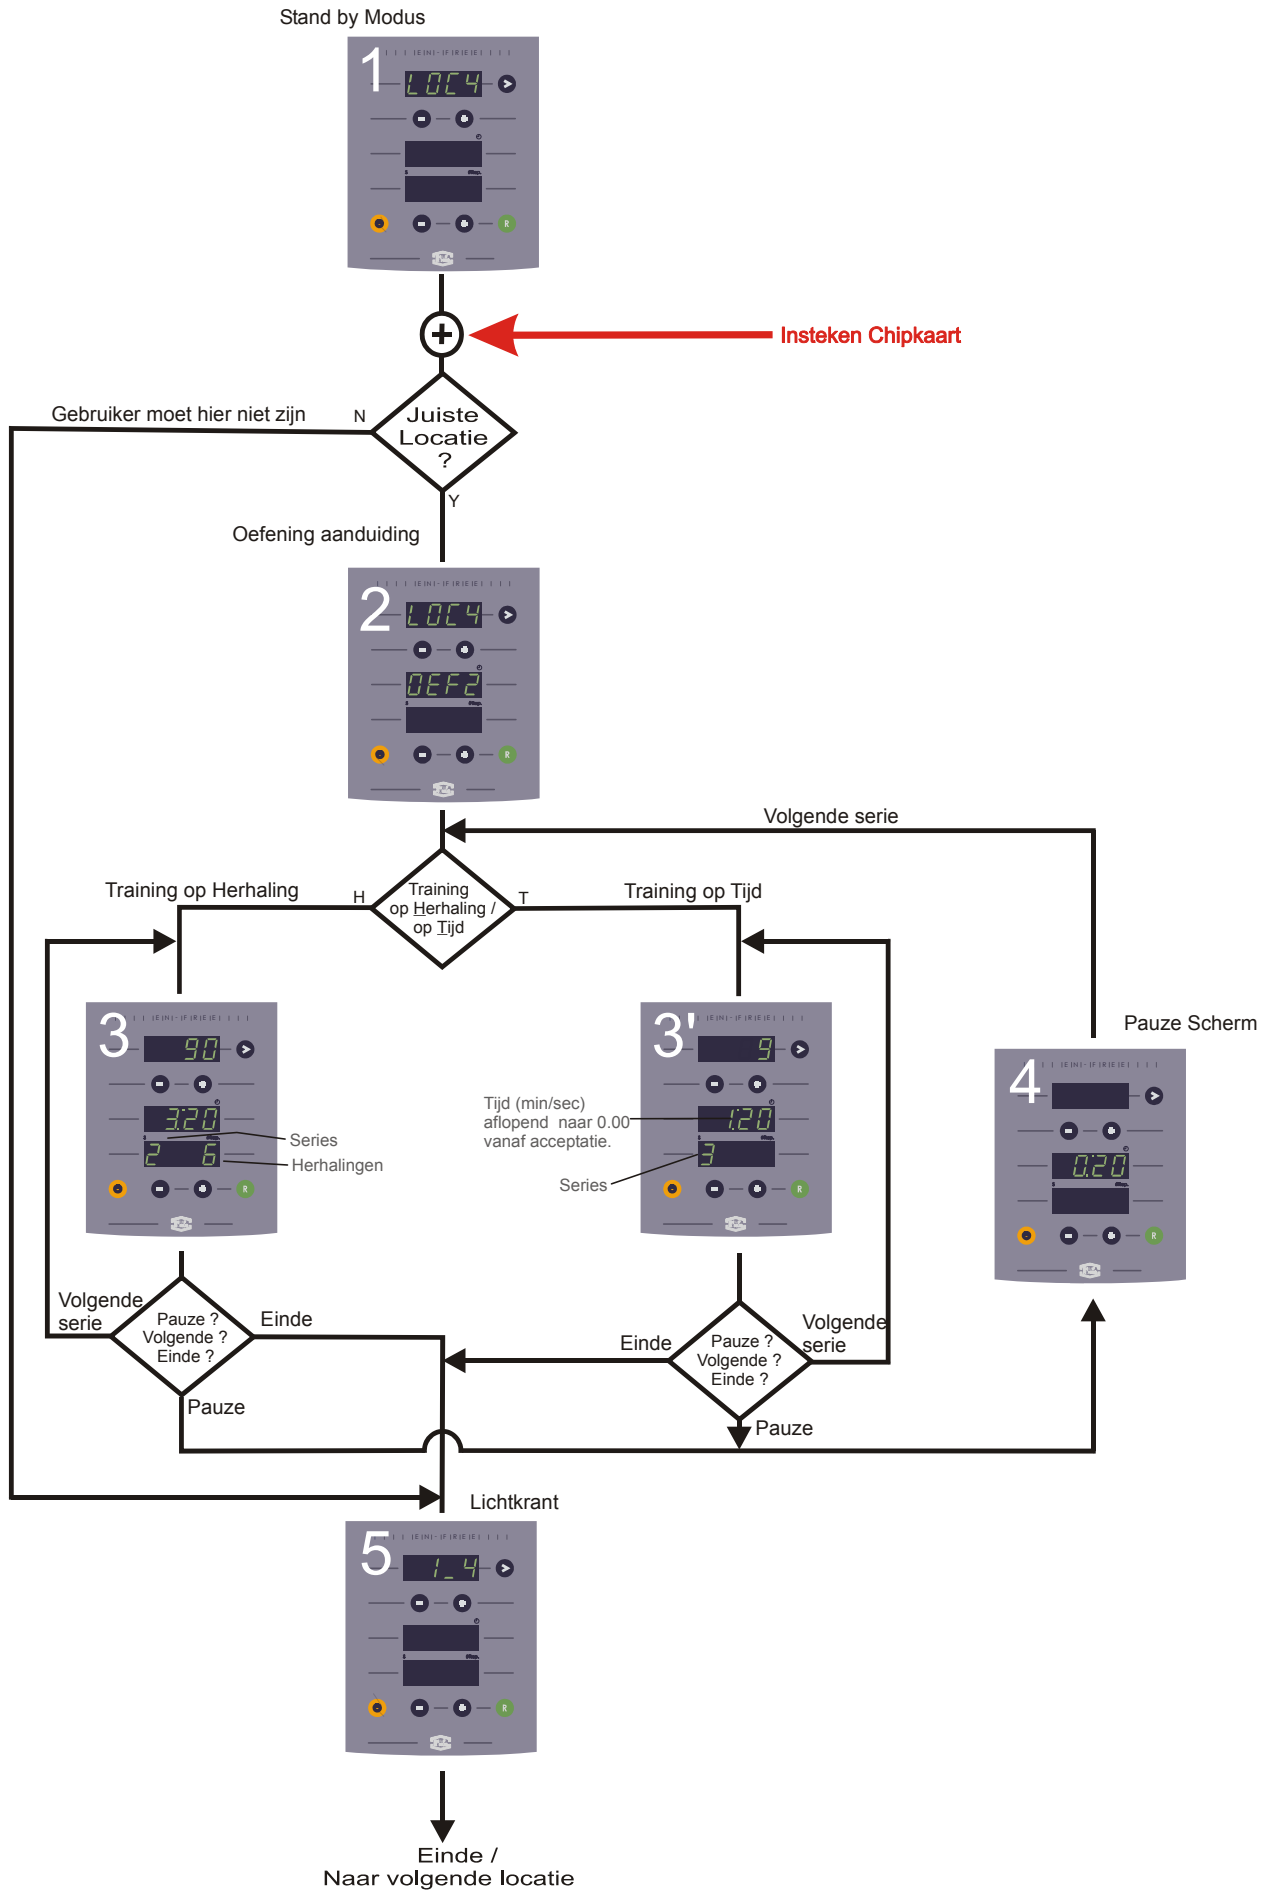 Stand by Modus
| | | |E|N| - |F|R|E|E| | | |
1
LOC4
R
Insteken Chipkaart
Gebruiker moet hier niet zijn
N
Juiste
Locatie
?
Y
Oefening aanduiding
| | | |E|N| - |F|R|E|E| | | |
2
LOC4
OEF2
R
Volgende serie
Training op Herhaling
H
Training
op Herhaling /
op Tijd
T
Training op Tijd
| | | |E|N| - |F|R|E|E| | | |
3
90
3:20
2 6
Series
Herhalingen
R
| | | |E|N| - |F|R|E|E| | | |
3'
9
1:20
3
Tijd (min/sec)
aflopend naar 0.00
vanaf acceptatie.
Series
R
Pauze Scherm
| | | |E|N| - |F|R|E|E| | | |
4
0:20
R
Volgende
serie
Pauze ?
Volgende ?
Einde ?
Einde
Pauze
Einde
Pauze ?
Volgende ?
Einde ?
Volgende
serie
Pauze
Lichtkrant
| | | |E|N| - |F|R|E|E| | | |
5
1_4
R
Einde /
Naar volgende locatie